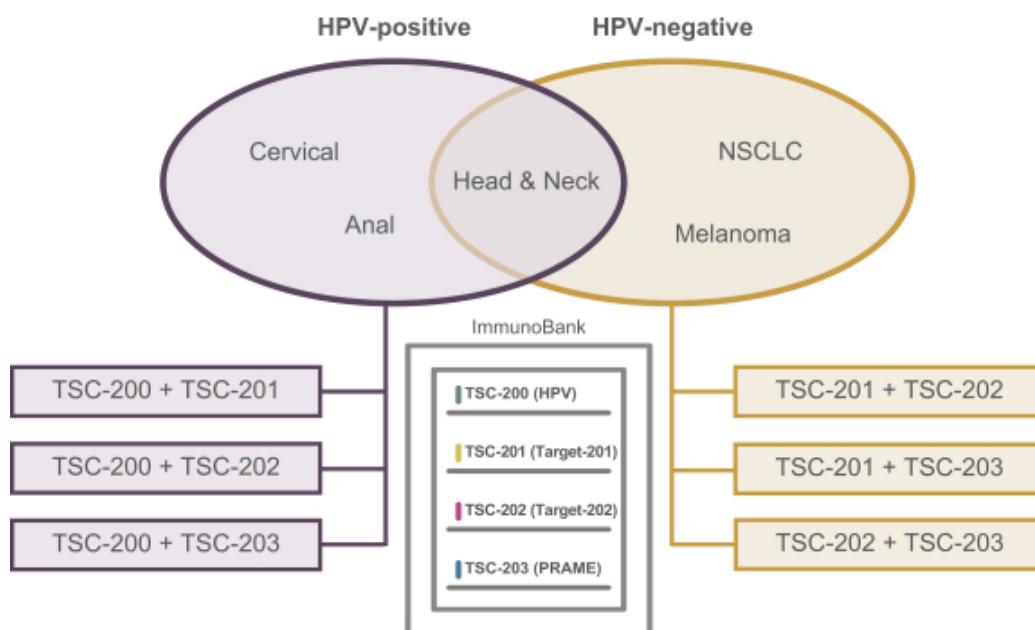 HPV-positive
HPV-negative
Cervical
Anal
Head & Neck
NSCLC
Melanoma
TSC-200 + TSC-201
TSC-200 + TSC-202
TSC-200 + TSC-203
ImmunoBank
TSC-200 (HPV)
TSC-201 (Target-201)
TSC-202 (Target-202)
TSC-203 (PRAME)
TSC-201 + TSC-202
TSC-201 + TSC-203
TSC-202 + TSC-203